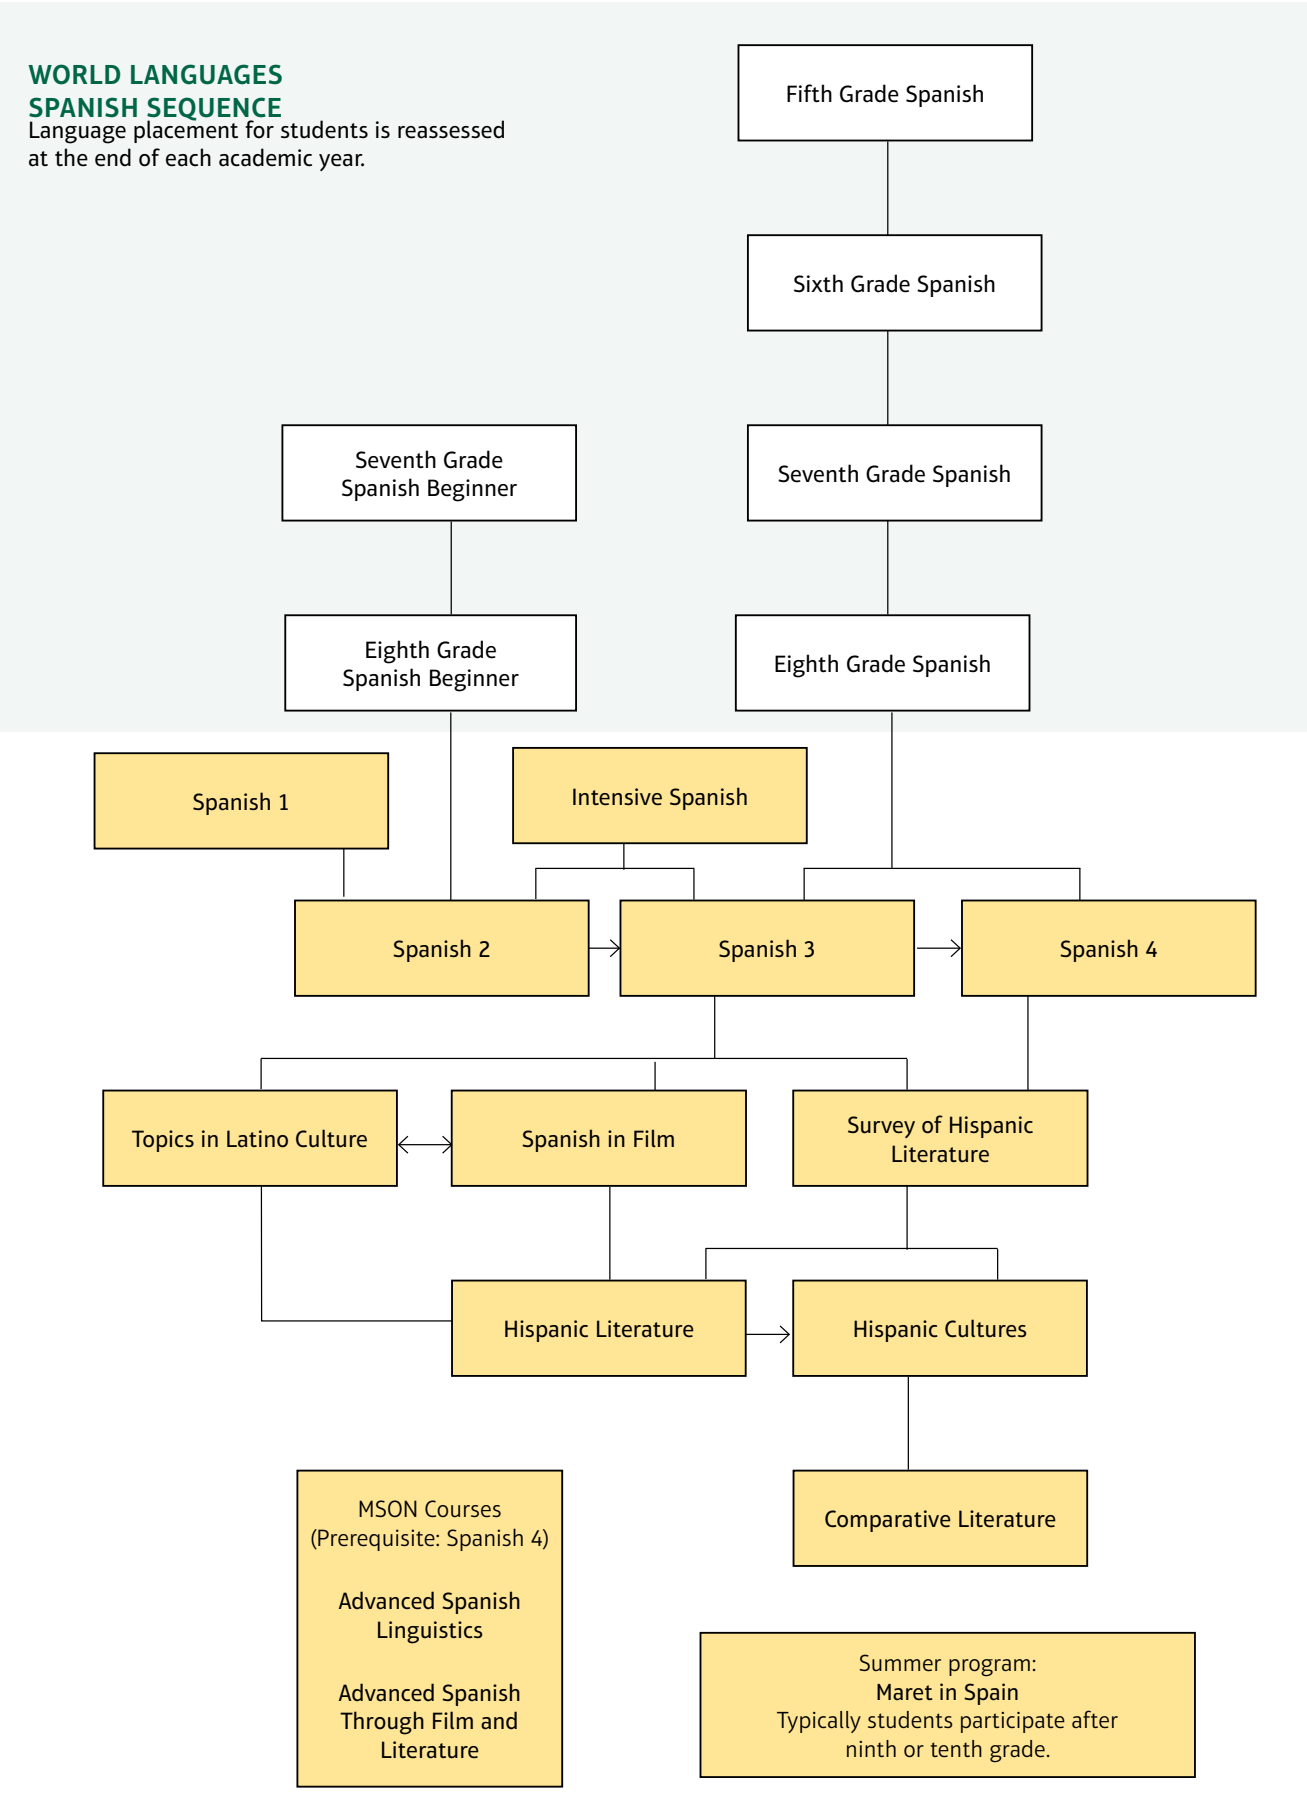 WORLD LANGUAGES
SPANISH SEQUENCE
Language placement for students is reassessed
at the end of each academic year.
Fifth Grade Spanish
Sixth Grade Spanish
Seventh Grade
Spanish Beginner
Seventh Grade Spanish
Eighth Grade
Spanish Beginner
Eighth Grade Spanish
Spanish 1
Intensive Spanish
Spanish 2
Spanish 3
Spanish 4
Topics in Latino Culture
Spanish in Film
Survey of Hispanic
Literature
Hispanic Literature
Hispanic Cultures
MSON Courses
(Prerequisite: Spanish 4)
Advanced Spanish
Linguistics
Advanced Spanish
Through Film and
Literature
Comparative Literature
Summer program:
Maret in Spain
Typically students participate after
ninth or tenth grade.